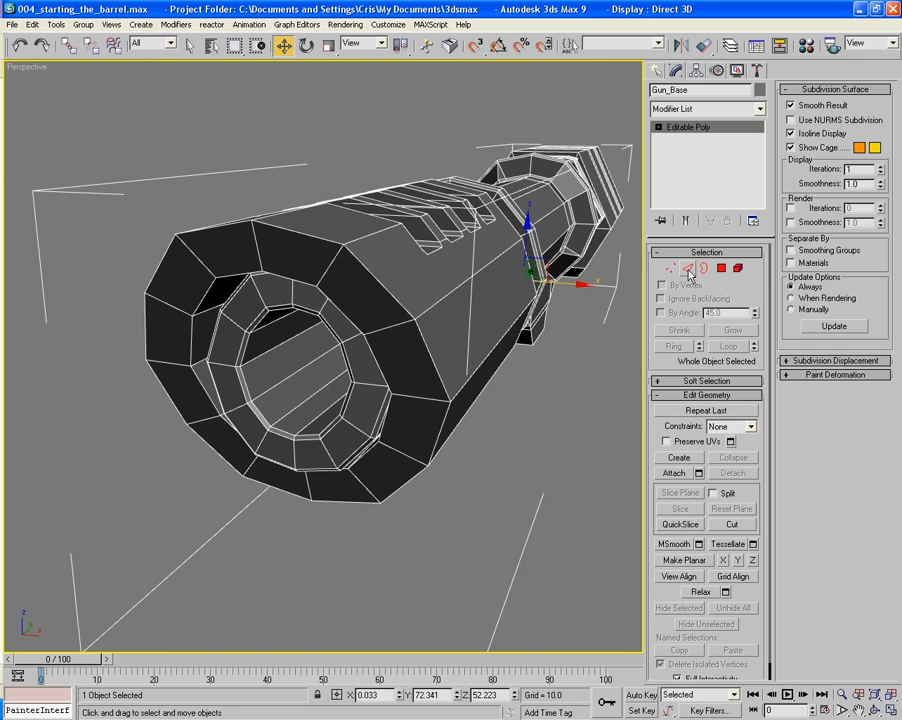 004_starting_the_barrel.max - Project Folder: C:\Documents and Settings\Cris\My Documents\3dsmax - Autodesk 3ds Max 9 - Display : Direct 3D
File Edit Tools Group Views Create Modifiers reactor Animation Graph Editors Rendering Customize MAXScript Help
All View View
Perspective
Gun_Base
Modifier List
Editable Poly
Selection
By Vertex
Ignore Backfacing
By Angle: 45.0
Shrink Grow
Ring Loop
Whole Object Selected
Soft Selection
Edit Geometry
Repeat Last
Constraints: None
Preserve UVs
Create Collapse
Attach Detach
Slice Plane Split
Slice Reset Plane
QuickSlice Cut
MSmooth Tessellate
Make Planar X Y Z
View Align Grid Align
Relax
Hide Selected Unhide All
Hide Unselected
Named Selections:
Copy Paste
Delete Isolated Vertices
Full Interactivity
Subdivision Surface
Smooth Result
Use NURMS Subdivision
Isoline Display
Show Cage......
Display
Iterations: 1
Smoothness: 1.0
Render
Iterations: 0
Smoothness: 1.0
Separate By
Smoothing Groups
Materials
Update Options
Always
When Rendering
Manually
Update
Subdivision Displacement
Paint Deformation
z
x
z
x
0 / 100
0 10 20 30 40 50 60 70 80 90 100
1 Object Selected X: 0.033 Y: 72.341 Z: 52.223 Grid = 10.0 Auto Key Selected
PainterInterf Click and drag to select and move objects Add Time Tag Set Key Key Filters... 0